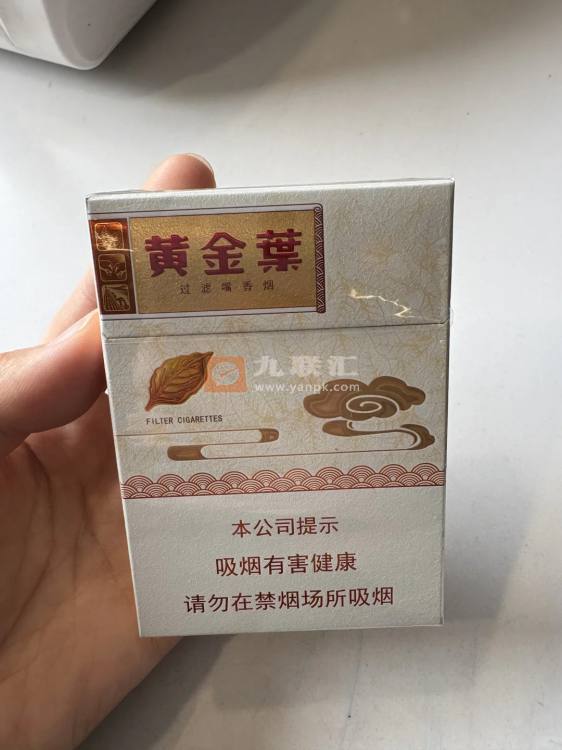 黄金葉
过滤嘴香烟
九联汇
www.yanpk.com
FILTER CIGARETTES
本公司提示
吸烟有害健康
请勿在禁烟场所吸烟